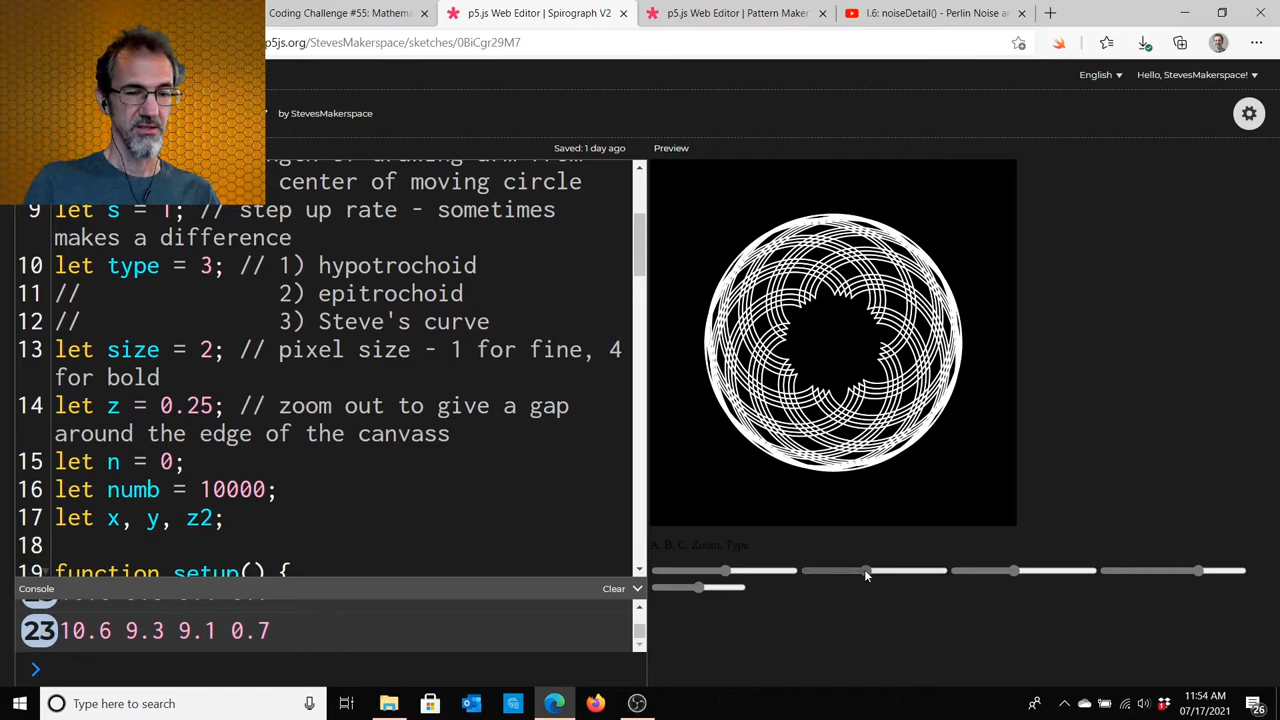 Coding Challenge #55: Mathema
p5.js Web Editor | Spirograph V2
p5.js Web Editor | Pattern Maker
I.6: noiseDetail() - Perlin Noise a
p5js.org/StevesMakerspace/sketches/0BiCgr29M7
English
Hello, StevesMakerspace!
by StevesMakerspace
Saved: 1 day ago
Preview
center of moving circle
9 let s = 1; // step up rate - sometimes
makes a difference
10 let type = 3; // 1) hypotrochoid
11 // 2) epitrochoid
12 // 3) Steve's curve
13 let size = 2; // pixel size - 1 for fine, 4
for bold
14 let z = 0.25; // zoom out to give a gap
around the edge of the canvass
15 let n = 0;
16 let numb = 10000;
17 let x, y, z2;
18
19 function setup() {
A, B, C, Zoom, Type
Console
Clear
23 10.6 9.3 9.1 0.7
>
Type here to search
11:54 AM
07/17/2021
26